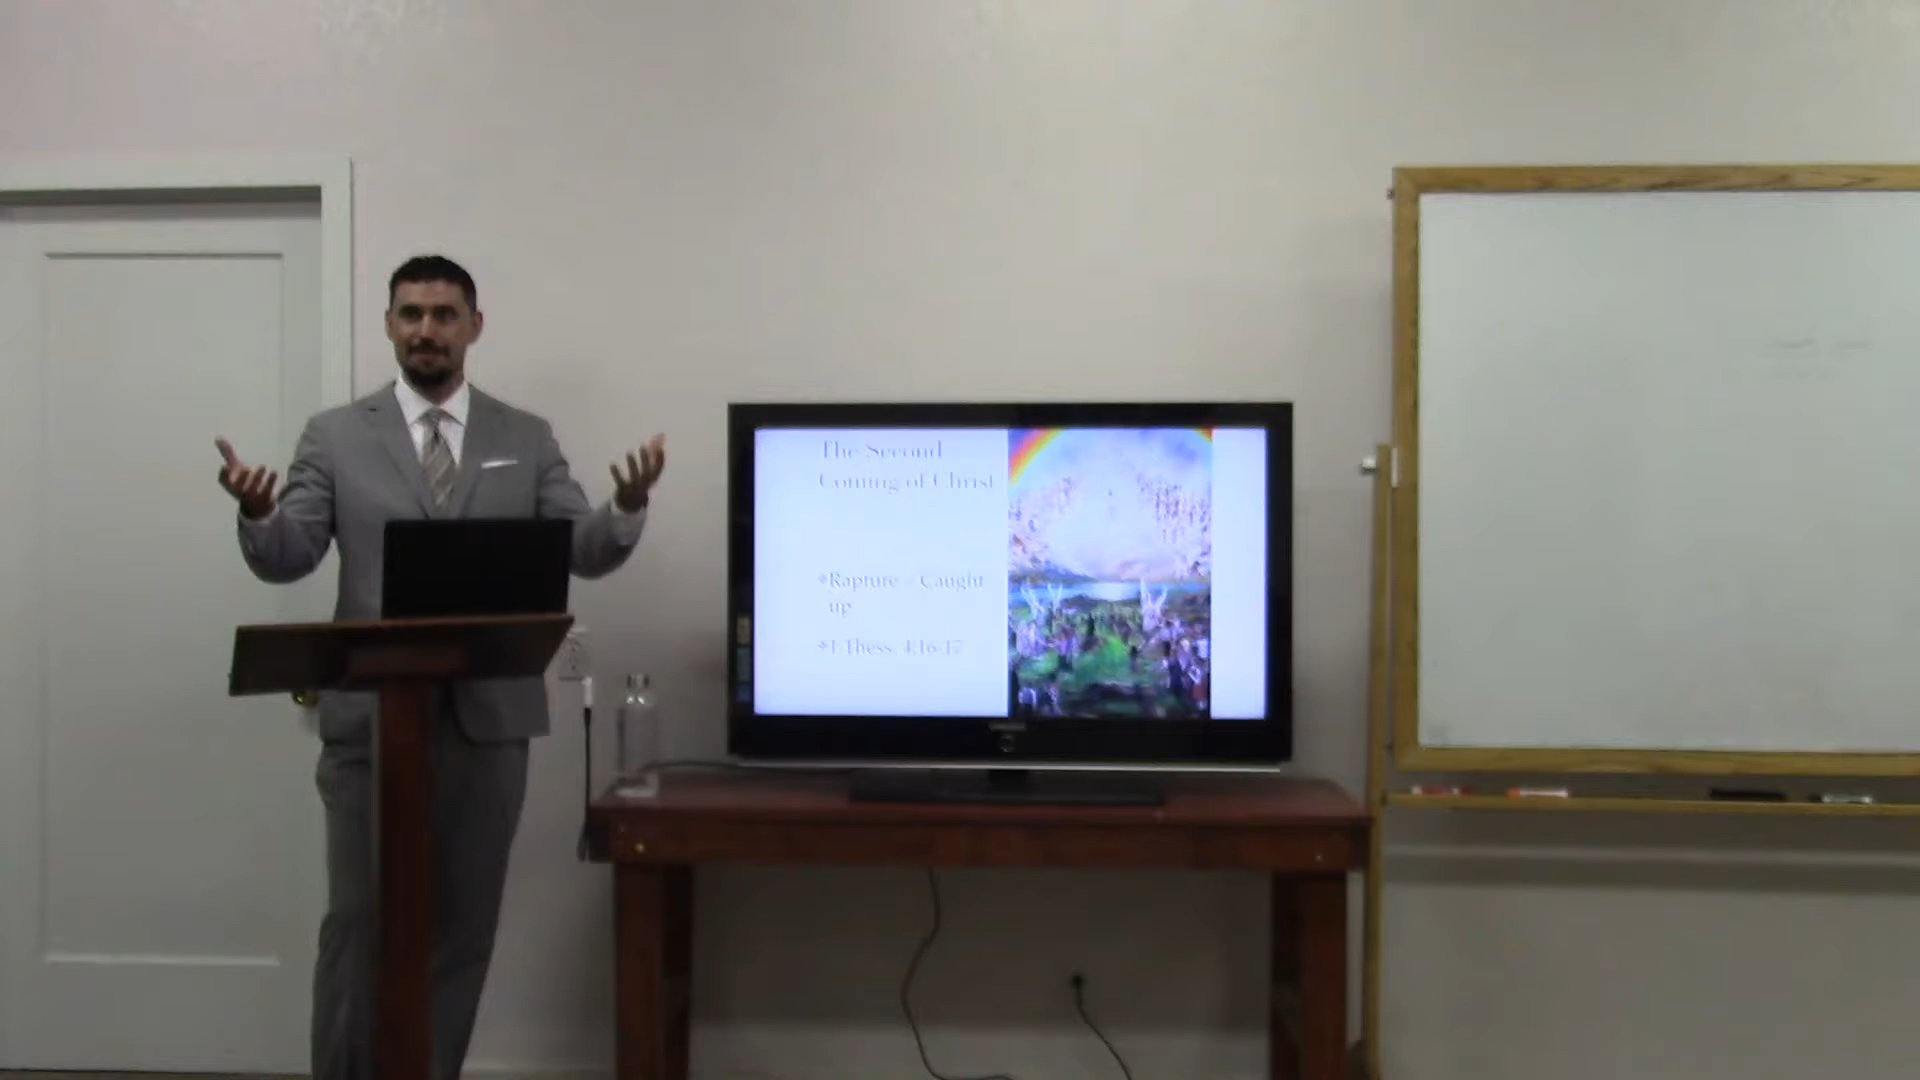 The Second
Coming of Christ
Rapture - Caught
up
1 Thess. 4:16-17